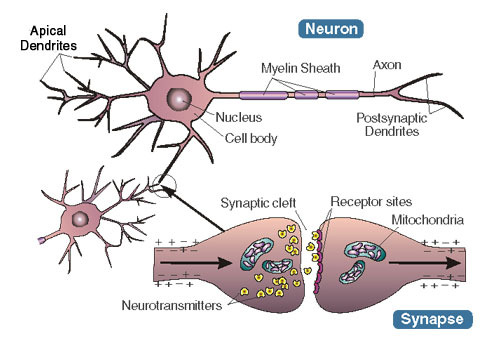 Apical
Dendrites
Neuron
Myelin Sheath
Axon
Nucleus
Cell body
Postsynaptic
Dendrites
Synaptic cleft
Receptor sites
Mitochondria
Neurotransmitters
Synapse